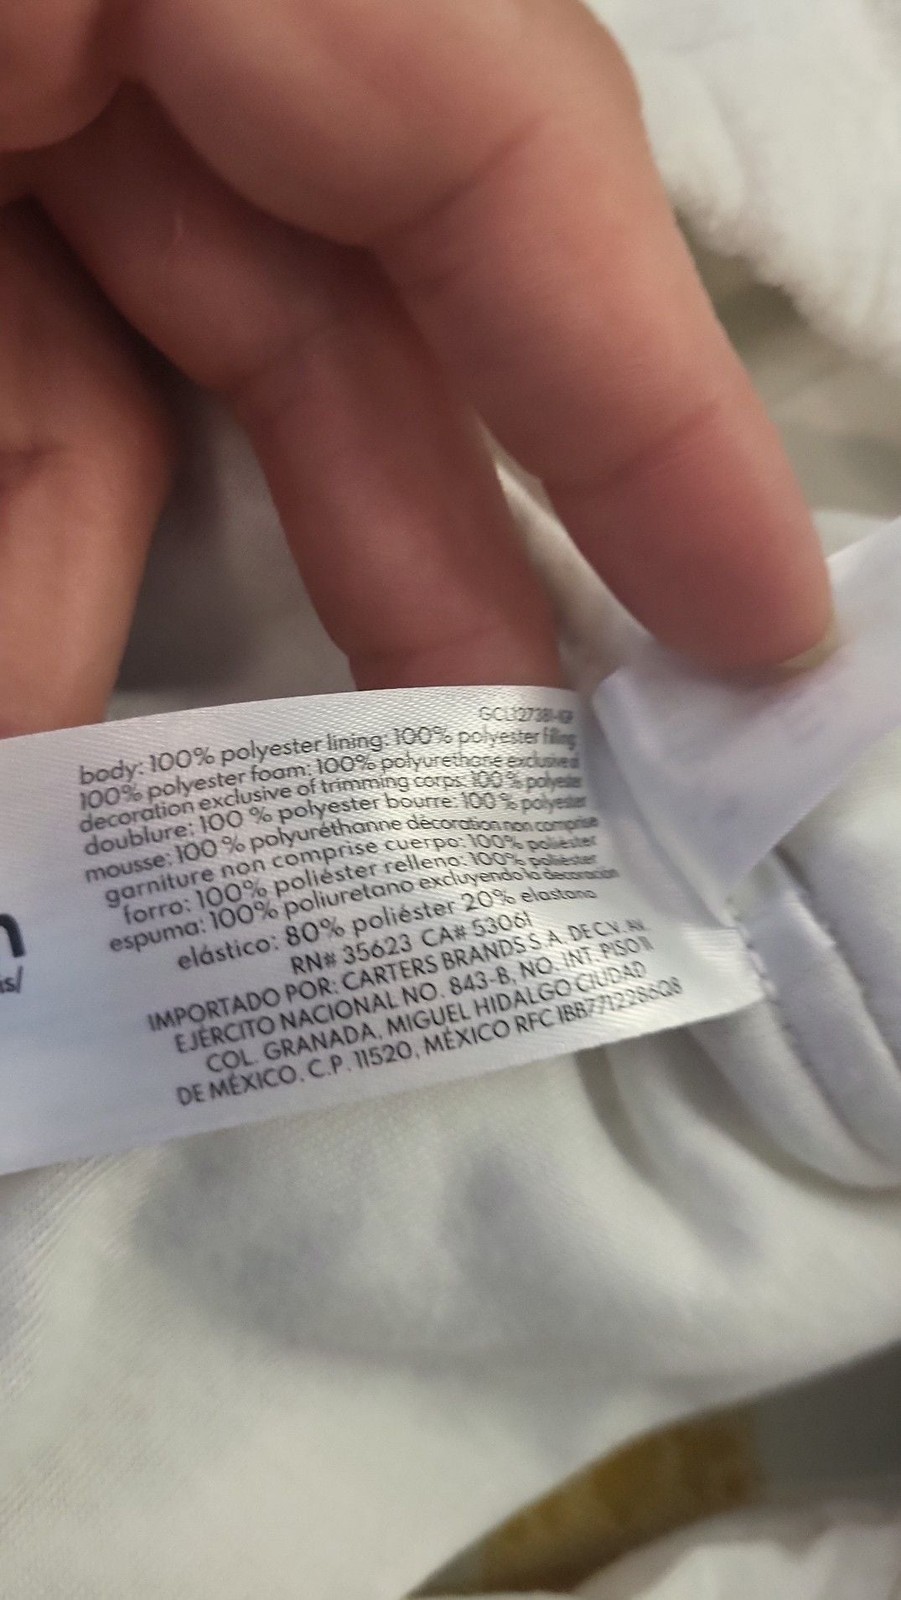 GCL127381-IGP
body: 100% polyester lining: 100% polyester filling:
100% polyester foam: 100% polyurethane exclusive of
decoration exclusive of trimming corps: 100 % polyester
doublure: 100 % polyester bourre: 100 % polyester
mousse: 100 % polyuréthanne décoration non comprise
garniture non comprise cuerpo: 100% poliéster
forro: 100% poliéster relleno: 100% poliéster
espuma: 100% poliuretano excluyendo la decoración
elástico: 80% poliéster 20% elastano
RN# 35623 CA# 53061
IMPORTADO POR: CARTERS BRANDS S.A. DE C.V. AV.
EJÉRCITO NACIONAL NO. 843-B, NO. INT. PISO 11
COL. GRANADA, MIGUEL HIDALGO CIUDAD
DE MÉXICO. C.P. 11520, MÉXICO RFC IBB7712286Q8